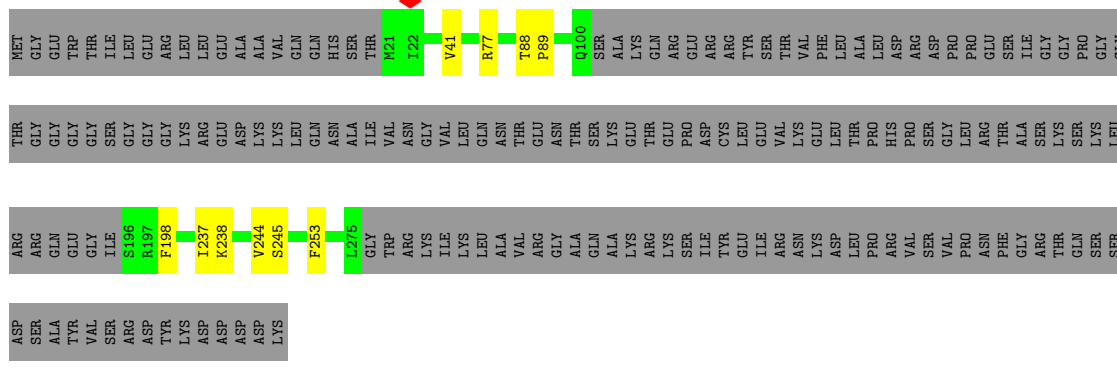 MET GLY GLU TRP THR ILE LEU GLU ARG LEU LEU GLU ALA ALA VAL GLN GLN HIS SER THR M21 I22 V41 R77 T88 P89 Q100 SER ALA LYS GLN ARG GLU ARG ARG TYR SER THR VAL PHE LEU ALA LEU ASP ARG ASP PRO PRO GLU SER ILE GLY GLY PRO GLY
THR GLY GLY GLY GLY SER GLY GLY GLY LYS ARG GLU ASP LYS LYS LEU GLN ASN ALA ILE VAL ASN GLY VAL LEU GLN ASN THR GLU ASN THR SER LYS GLU THR GLU PRO ASP CYS LEU GLU VAL LYS GLU LEU THR PRO HIS PRO SER GLY LEU ARG THR ALA SER LYS SER LYS LEU
ARG ARG GLN GLU GLY ILE S196 R197 F198 I237 K238 V244 S245 F253 L275 GLY TRP ARG LYS ILE LYS LEU ALA VAL ARG GLY ALA GLN ALA LYS ARG LYS SER ILE TYR GLU ILE ARG ASN LYS ASP LEU PRO ARG VAL SER VAL PRO ASN PHE GLY ARG THR GLN SER SER
ASP SER ALA TYR VAL SER ARG ASP TYR LYS ASP ASP ASP ASP LYS